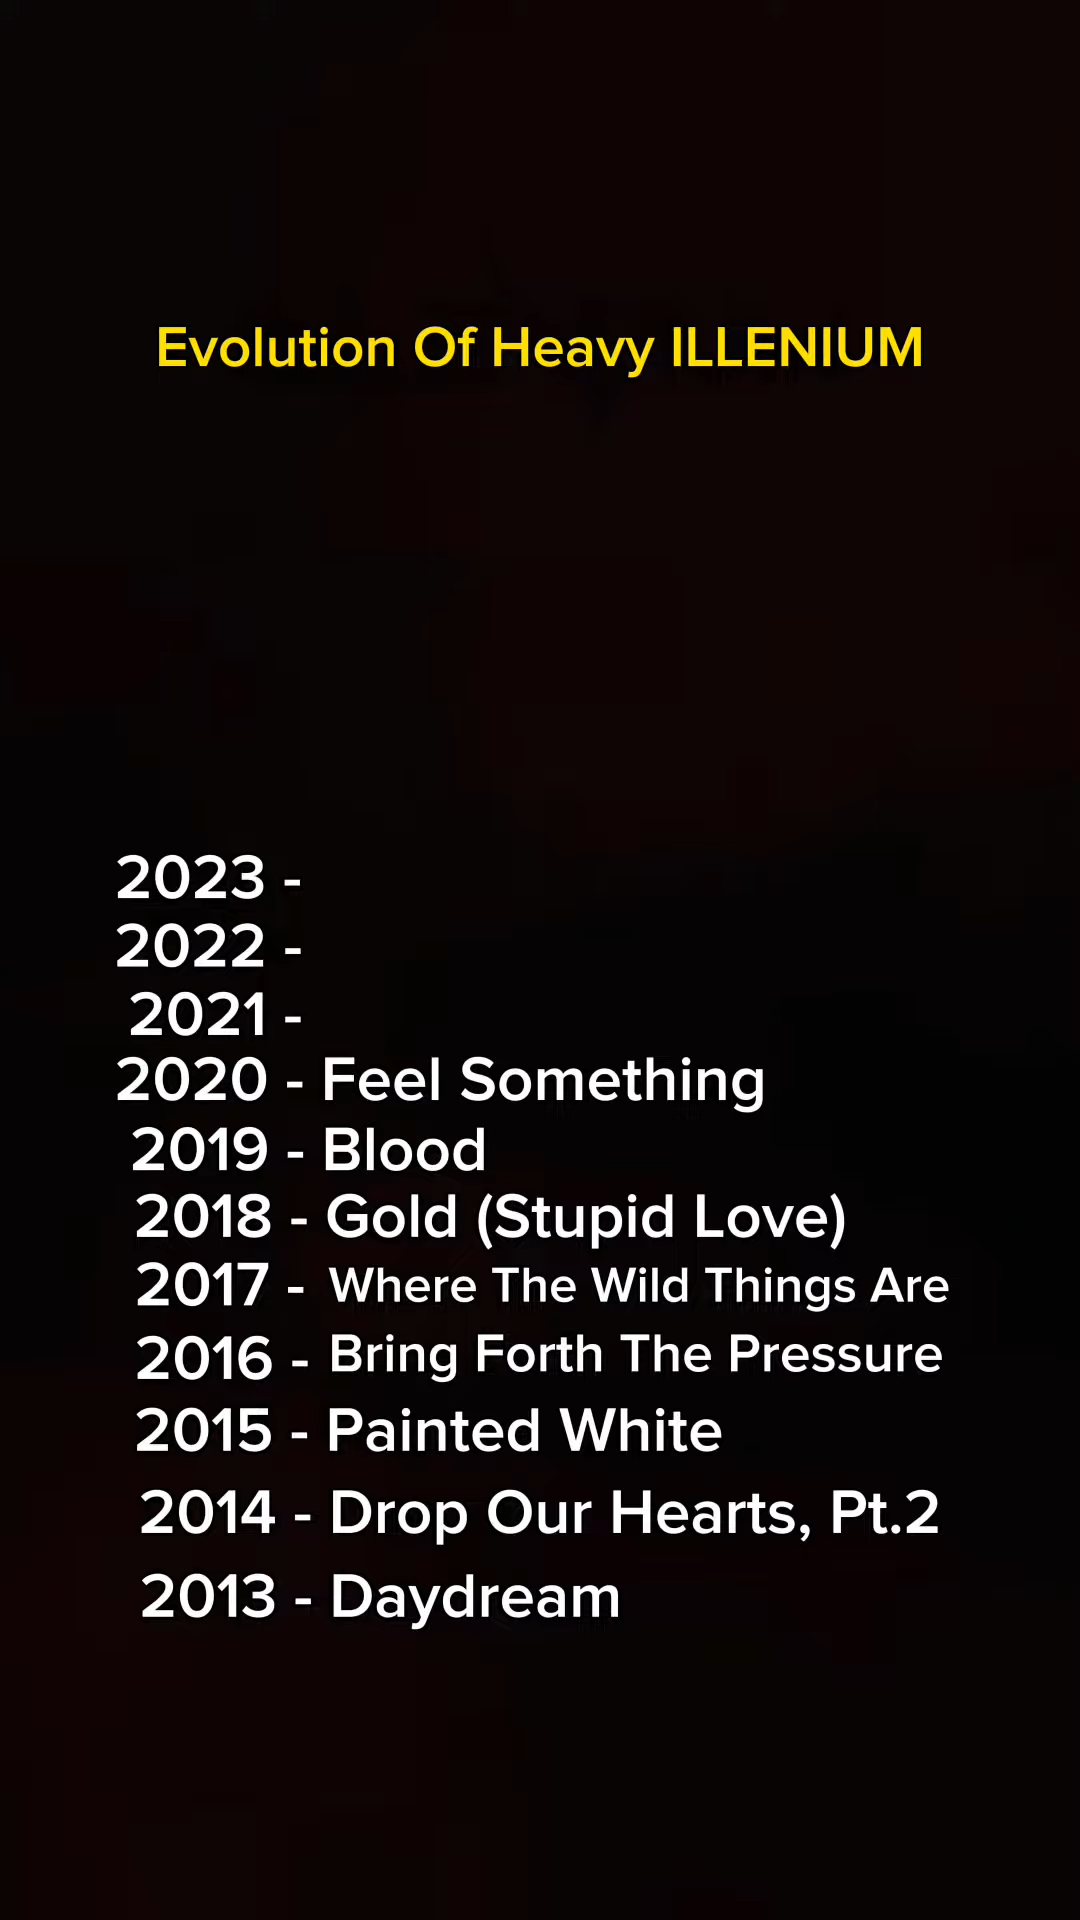 Evolution Of Heavy ILLENIUM
2023 -
2022 -
2021 -
2020 - Feel Something
2019 - Blood
2018 - Gold (Stupid Love)
2017 - Where The Wild Things Are
2016 - Bring Forth The Pressure
2015 - Painted White
2014 - Drop Our Hearts, Pt.2
2013 - Daydream